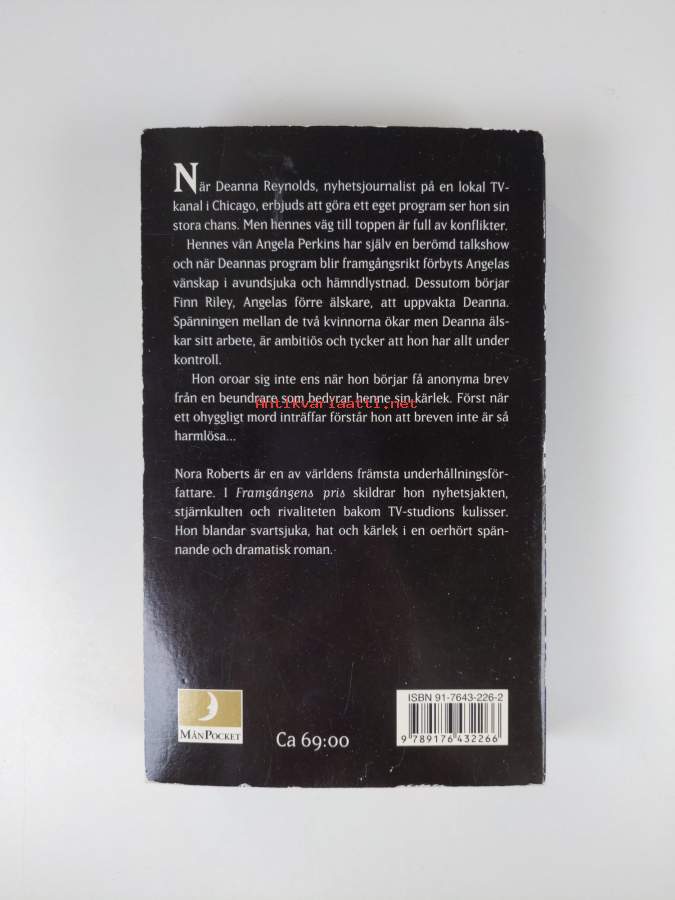 När Deanna Reynolds, nyhetsjournalist på en lokal TV-
kanal i Chicago, erbjuds att göra ett eget program ser hon sin
stora chans. Men hennes väg till toppen är full av konflikter.
Hennes vän Angela Perkins har själv en berömd talkshow
och när Deannas program blir framgångsrikt förbyts Angelas
vänskap i avundsjuka och hämndlystnad. Dessutom börjar
Finn Riley, Angelas förre älskare, att uppvakta Deanna.
Spänningen mellan de två kvinnorna ökar men Deanna äls-
kar sitt arbete, är ambitiös och tycker att hon har allt under
kontroll.
Hon oroar sig inte ens när hon börjar få anonyma brev
från en beundrare som bedyrar henne sin kärlek. Först när
Antikvariaatti.net
ett ohyggligt mord inträffar förstår hon att breven inte är så
harmlösa...
Nora Roberts är en av världens främsta underhållningsför-
fattare. I Framgångens pris skildrar hon nyhetsjakten,
stjärnkulten och rivaliteten bakom TV-studions kulisser.
Hon blandar svartsjuka, hat och kärlek i en oerhört spän-
nande och dramatisk roman.
MÅNPOCKET
Ca 69:00
ISBN 91-7643-226-2
9 789176 432266